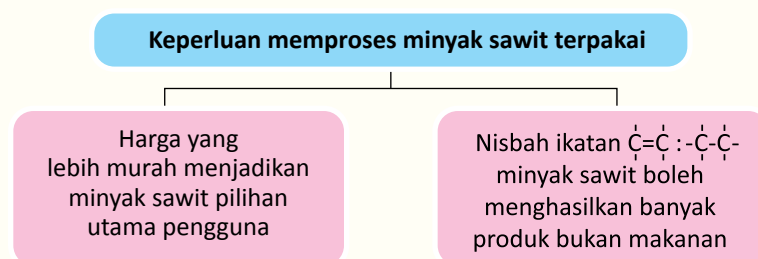 Keperluan memproses minyak sawit terpakai
Harga yang
lebih murah menjadikan
minyak sawit pilihan
utama pengguna
Nisbah ikatan C=C : -C-C-
minyak sawit boleh
menghasilkan banyak
produk bukan makanan